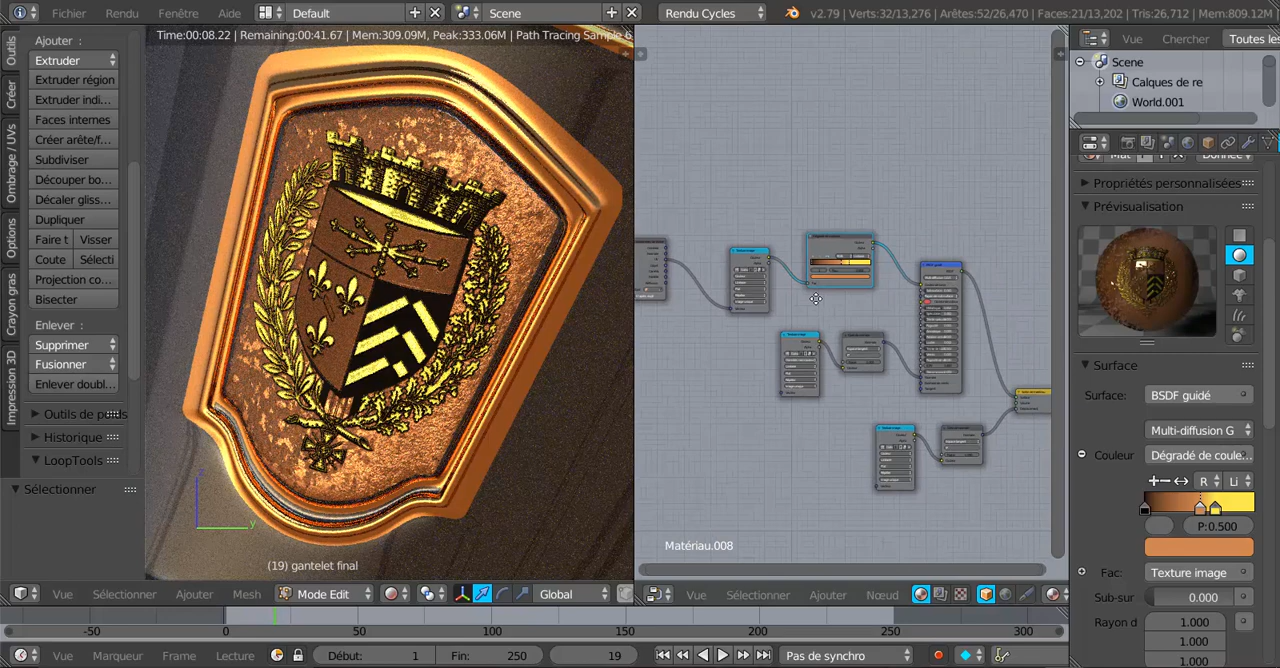 Fichier Rendu Fenêtre Aide Default Scene Rendu Cycles v2.79 | Verts:32/13,276 | Arêtes:52/26,470 | Faces:21/13,202 | Tris:26,712 | Mem:809.12M
Time:00:08.22 | Remaining:00:41.67 | Mem:309.09M, Peak:333.06M | Path Tracing Sample 6
Outils
Créer
Ombrage / UVs
Options
Crayon gras
Impression 3D
Ajouter :
Extruder
Extruder région
Extruder indi...
Faces internes
Créer arête/f...
Subdiviser
Découper bo...
Décaler gliss...
Dupliquer
Faire t Visser
Coute Sélecti
Projection co...
Bisecter
Enlever :
Supprimer
Fusionner
Enlever doubl...
Outils de poids
Historique
LoopTools
Sélectionner
z
y
(19) gantelet final
Matériau.008
Vue Chercher Toutes les
Scene
Calques de re
World.001
Propriétés personnalisées
Prévisualisation
Surface
Surface: BSDF guidé
Multi-diffusion G
Couleur Dégradé de coule...
R Li
P:0.500
Fac: Texture image
Sub-sur 0.000
Rayon d 1.000
1.000
1.000
Vue Sélectionner Ajouter Mesh Mode Edit Global
Vue Sélectionner Ajouter Nœud
-50 0 50 100 150 200 250 300
Vue Marqueur Frame Lecture Début: 1 Fin: 250 19 Pas de synchro